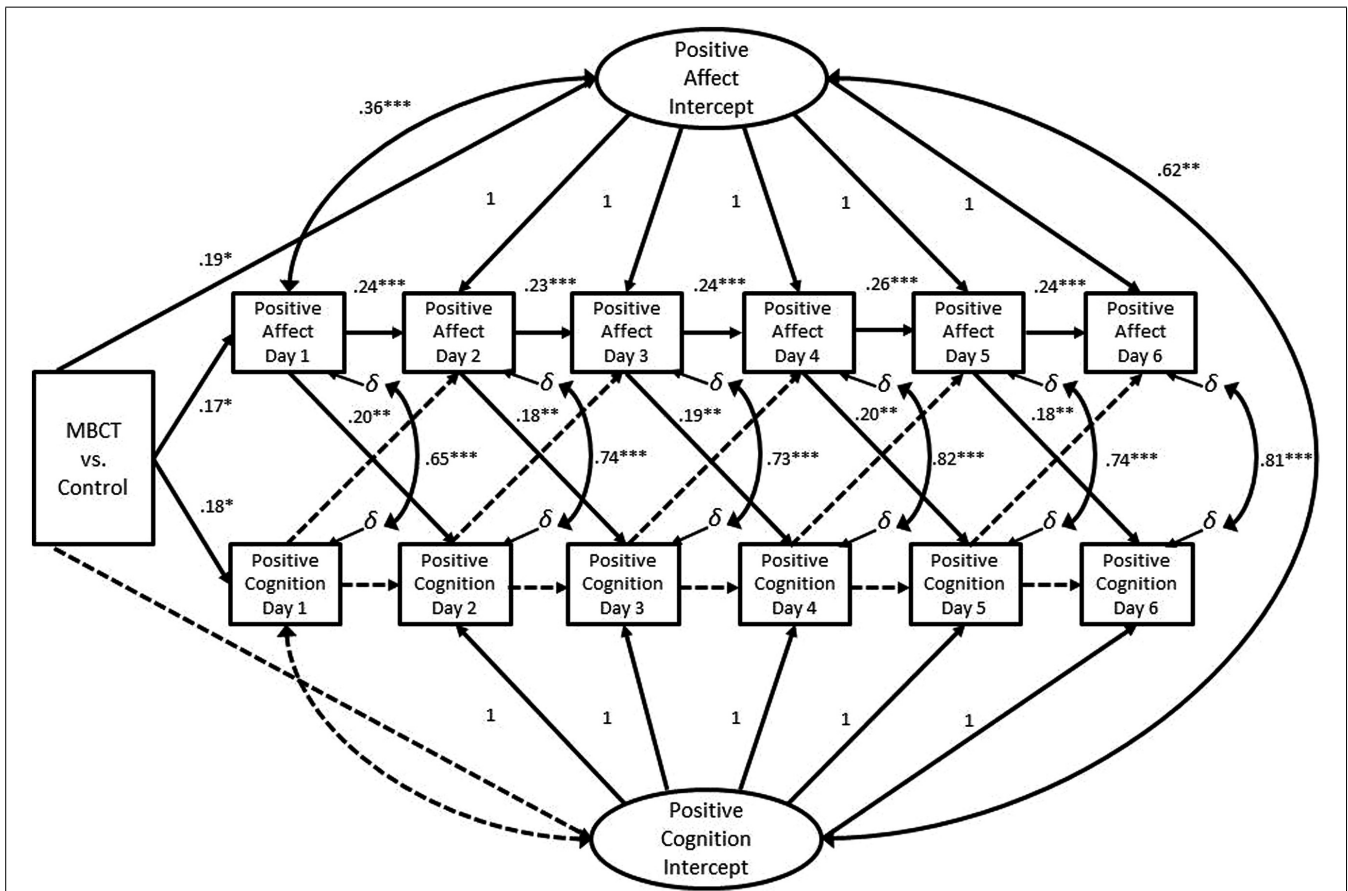 Positive
Affect
Intercept
.36***
.62**
1
1
1
1
1
.19*
.24***
.23***
.24***
.26***
.24***
Positive
Affect
Day 1
Positive
Affect
Day 2
Positive
Affect
Day 3
Positive
Affect
Day 4
Positive
Affect
Day 5
Positive
Affect
Day 6
δ
δ
δ
δ
δ
δ
MBCT
vs.
Control
.17*
.18*
.20**
.18**
.19**
.20**
.18**
.65***
.74***
.73***
.82***
.74***
.81***
δ
δ
δ
δ
δ
δ
Positive
Cognition
Day 1
Positive
Cognition
Day 2
Positive
Cognition
Day 3
Positive
Cognition
Day 4
Positive
Cognition
Day 5
Positive
Cognition
Day 6
1
1
1
1
1
Positive
Cognition
Intercept